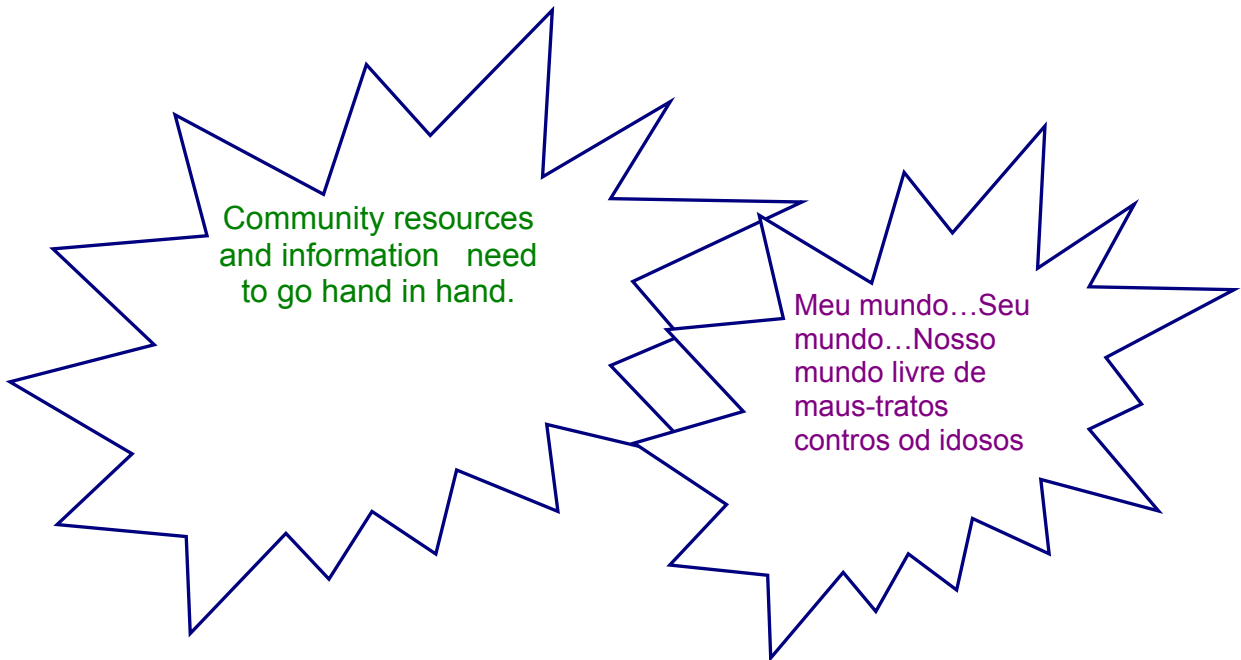 Community resources
and information   need
to go hand in hand.
Meu mundo…Seu
mundo…Nosso
mundo livre de
maus-tratos
contros od idosos